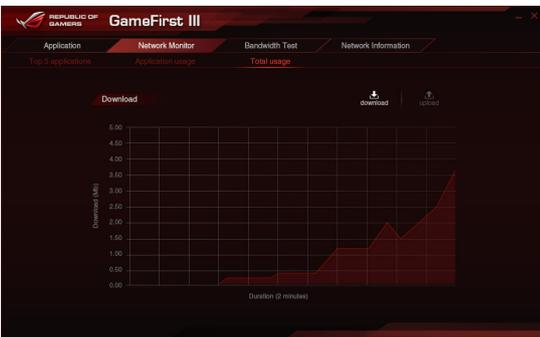 REPUBLIC OF
GAMERS
GameFirst III
Application
Network Monitor
Bandwidth Test
Network Information
Top 5 applications
Application usage
Total usage
Download
download
upload
5.00
4.50
4.00
3.50
3.00
2.50
2.00
1.50
1.00
0.50
0.00
Download (Mb)
Duration (2 minutes)